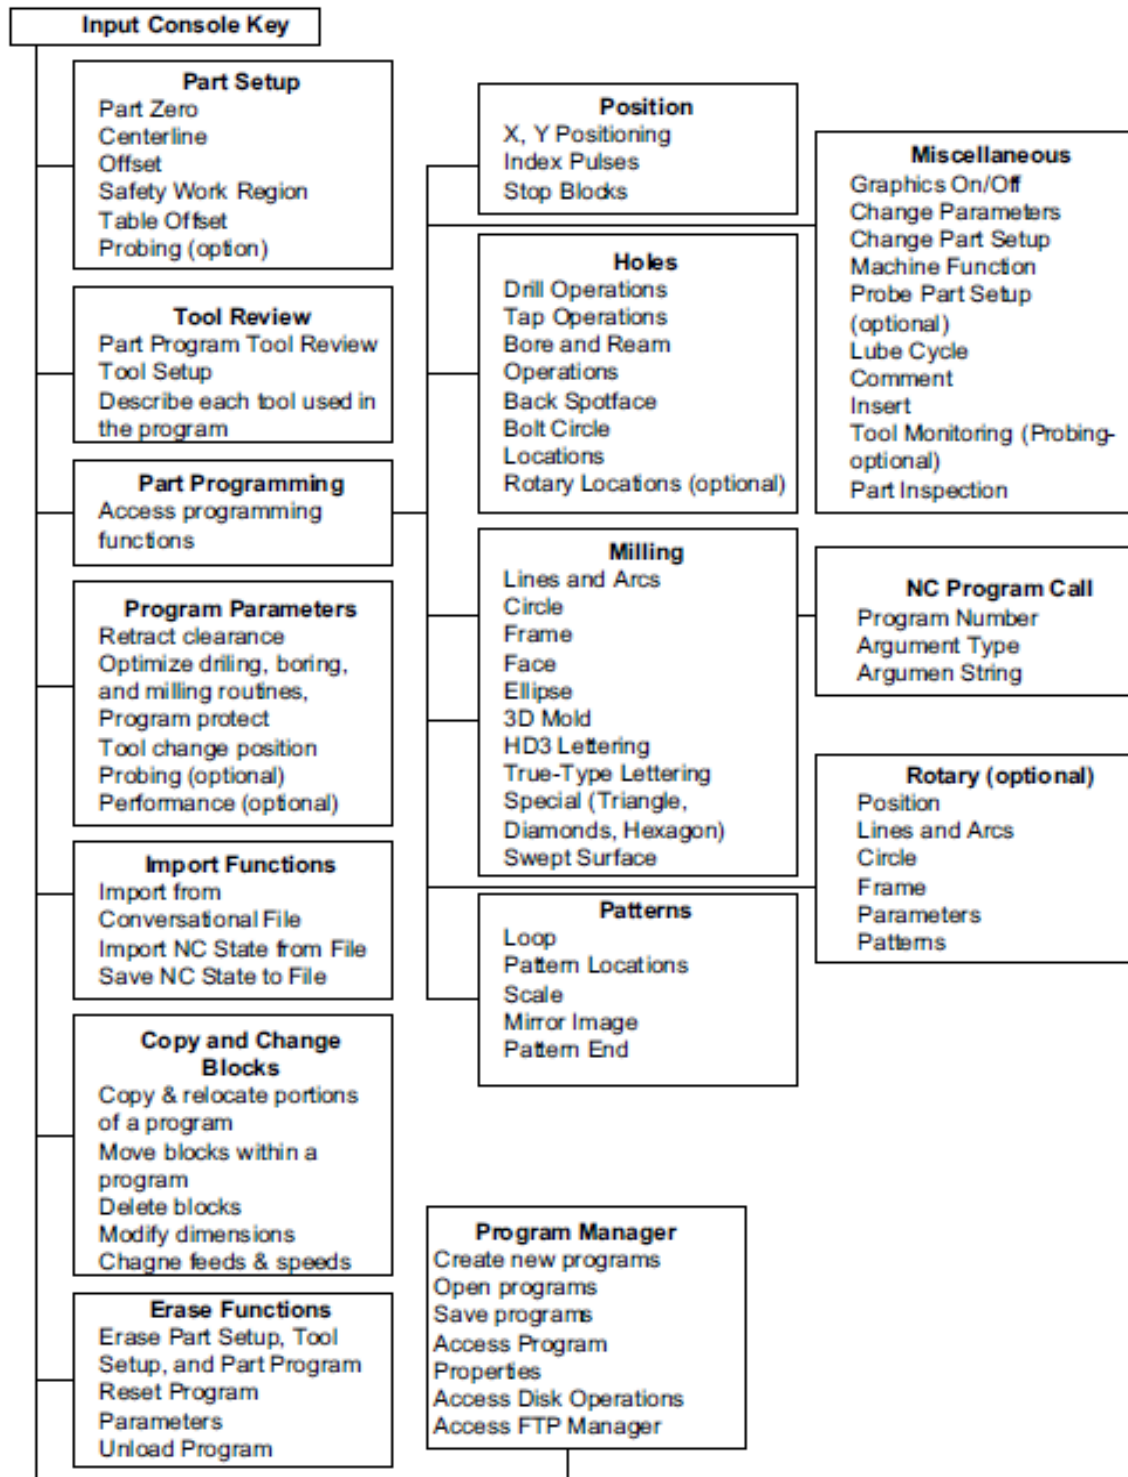 Input Console Key
Part Setup
Part Zero
Centerline
Offset
Safety Work Region
Table Offset
Probing (option)
Tool Review
Part Program Tool Review
Tool Setup
Describe each tool used in
the program
Part Programming
Access programming
functions
Program Parameters
Retract clearance
Optimize driling, boring,
and milling routines,
Program protect
Tool change position
Probing (optional)
Performance (optional)
Import Functions
Import from
Conversational File
Import NC State from File
Save NC State to File
Copy and Change
Blocks
Copy & relocate portions
of a program
Move blocks within a
program
Delete blocks
Modify dimensions
Chagne feeds & speeds
Erase Functions
Erase Part Setup, Tool
Setup, and Part Program
Reset Program
Parameters
Unload Program
Position
X, Y Positioning
Index Pulses
Stop Blocks
Holes
Drill Operations
Tap Operations
Bore and Ream
Operations
Back Spotface
Bolt Circle
Locations
Rotary Locations (optional)
Milling
Lines and Arcs
Circle
Frame
Face
Ellipse
3D Mold
HD3 Lettering
True-Type Lettering
Special (Triangle,
Diamonds, Hexagon)
Swept Surface
Patterns
Loop
Pattern Locations
Scale
Mirror Image
Pattern End
Program Manager
Create new programs
Open programs
Save programs
Access Program
Properties
Access Disk Operations
Access FTP Manager
Miscellaneous
Graphics On/Off
Change Parameters
Change Part Setup
Machine Function
Probe Part Setup
(optional)
Lube Cycle
Comment
Insert
Tool Monitoring (Probing-
optional)
Part Inspection
NC Program Call
Program Number
Argument Type
Argumen String
Rotary (optional)
Position
Lines and Arcs
Circle
Frame
Parameters
Patterns